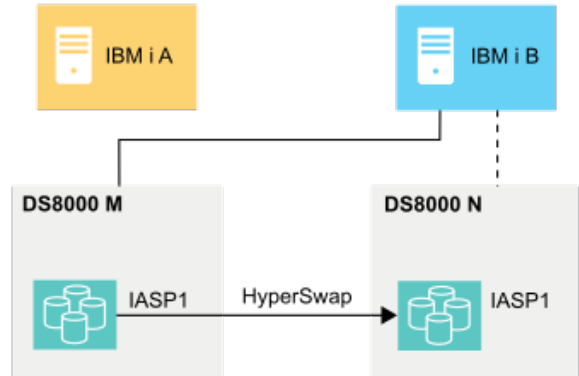 IBM i A
IBM i B
DS8000 M
DS8000 N
IASP1
HyperSwap
IASP1